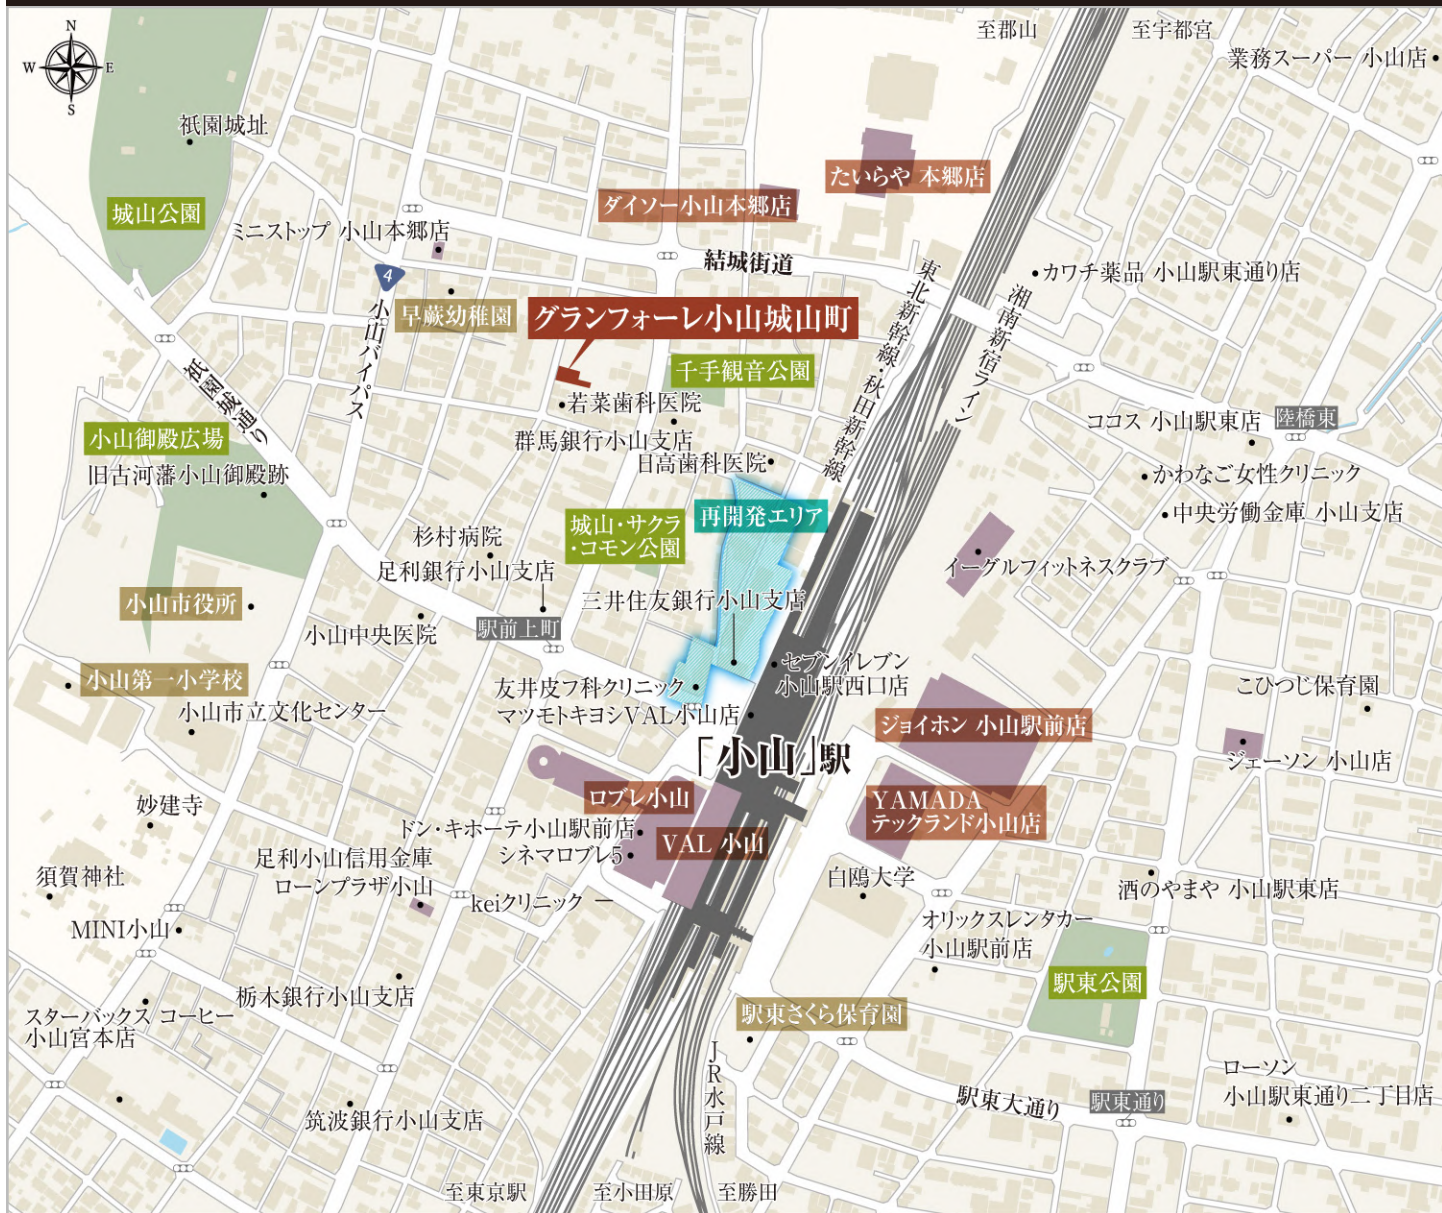 N
W
E
S
至郡山
至宇都宮
業務スーパー 小山店
祇園城址
城山公園
たいらや 本郷店
ダイソー小山本郷店
ミニストップ 小山本郷店
結城街道
4
小山バイパス
早蕨幼稚園
グランフォーレ小山城山町
東北新幹線・秋田新幹線
湘南新宿ライン
カワチ薬品 小山駅東通り店
千手観音公園
若菜歯科医院
群馬銀行小山支店
日高歯科医院
祇園城通り
小山御殿広場
旧古河藩小山御殿跡
ココス 小山駅東店
陸橋東
かわなご女性クリニック
中央労働金庫 小山支店
再開発エリア
城山・サクラ
・コモン公園
杉村病院
足利銀行小山支店
イーグルフィットネスクラブ
三井住友銀行小山支店
小山市役所
小山中央医院
駅前上町
セブンイレブン
小山駅西口店
友井皮フ科クリニック
マツモトキヨシVAL小山店
小山第一小学校
小山市立文化センター
こひつじ保育園
ジョイホン 小山駅前店
ジェーソン 小山店
「小山」駅
ロブレ小山
YAMADA
テックランド小山店
妙建寺
ドン・キホーテ小山駅前店
シネマロブレ5
VAL 小山
足利小山信用金庫
ローンプラザ小山
須賀神社
白鴎大学
酒のやまや 小山駅東店
keiクリニック
MINI小山
オリックスレンタカー
小山駅前店
駅東公園
栃木銀行小山支店
スターバックス コーヒー
小山宮本店
駅東さくら保育園
JR水戸線
ローソン
小山駅東通り二丁目店
駅東大通り
駅東通り
筑波銀行小山支店
至東京駅
至小田原
至勝田